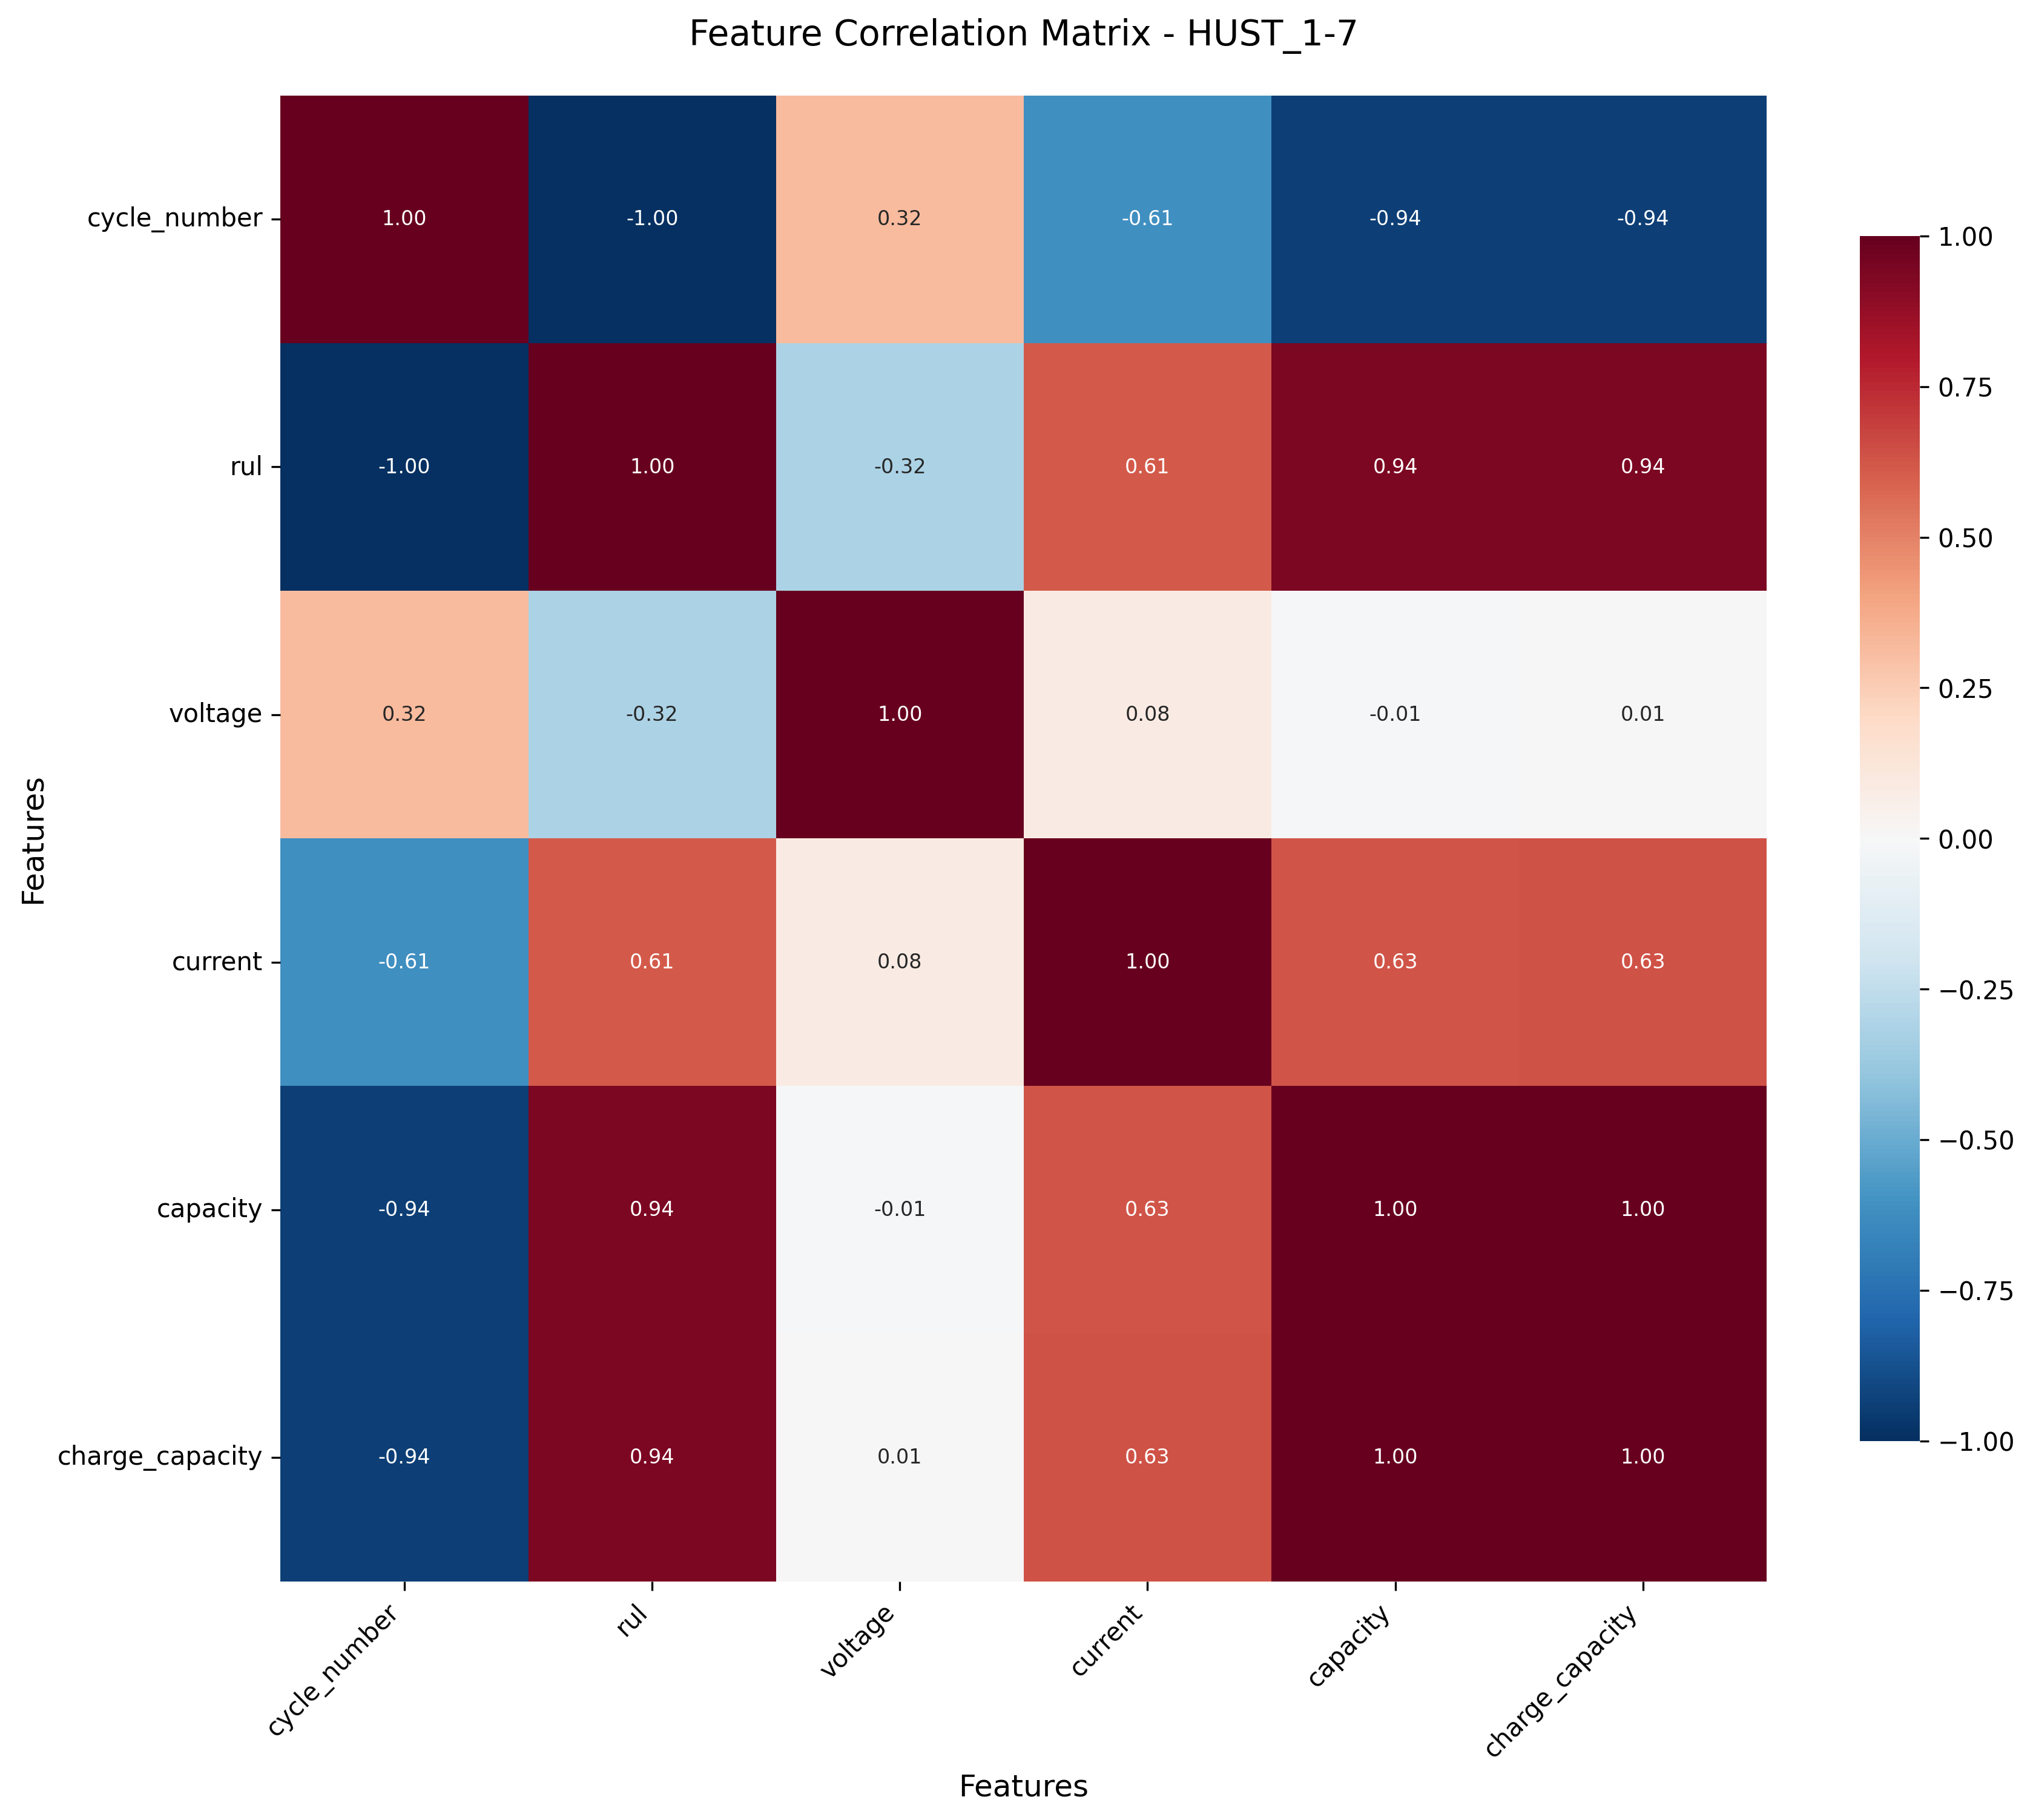 Feature Correlation Matrix - HUST_1-7
cycle_number 1.00 -1.00 0.32 -0.61 -0.94 -0.94
rul -1.00 1.00 -0.32 0.61 0.94 0.94
voltage 0.32 -0.32 1.00 0.08 -0.01 0.01
current -0.61 0.61 0.08 1.00 0.63 0.63
capacity -0.94 0.94 -0.01 0.63 1.00 1.00
charge_capacity -0.94 0.94 0.01 0.63 1.00 1.00
Features
cycle_number rul voltage current capacity charge_capacity
Features
1.00
0.75
0.50
0.25
0.00
−0.25
−0.50
−0.75
−1.00